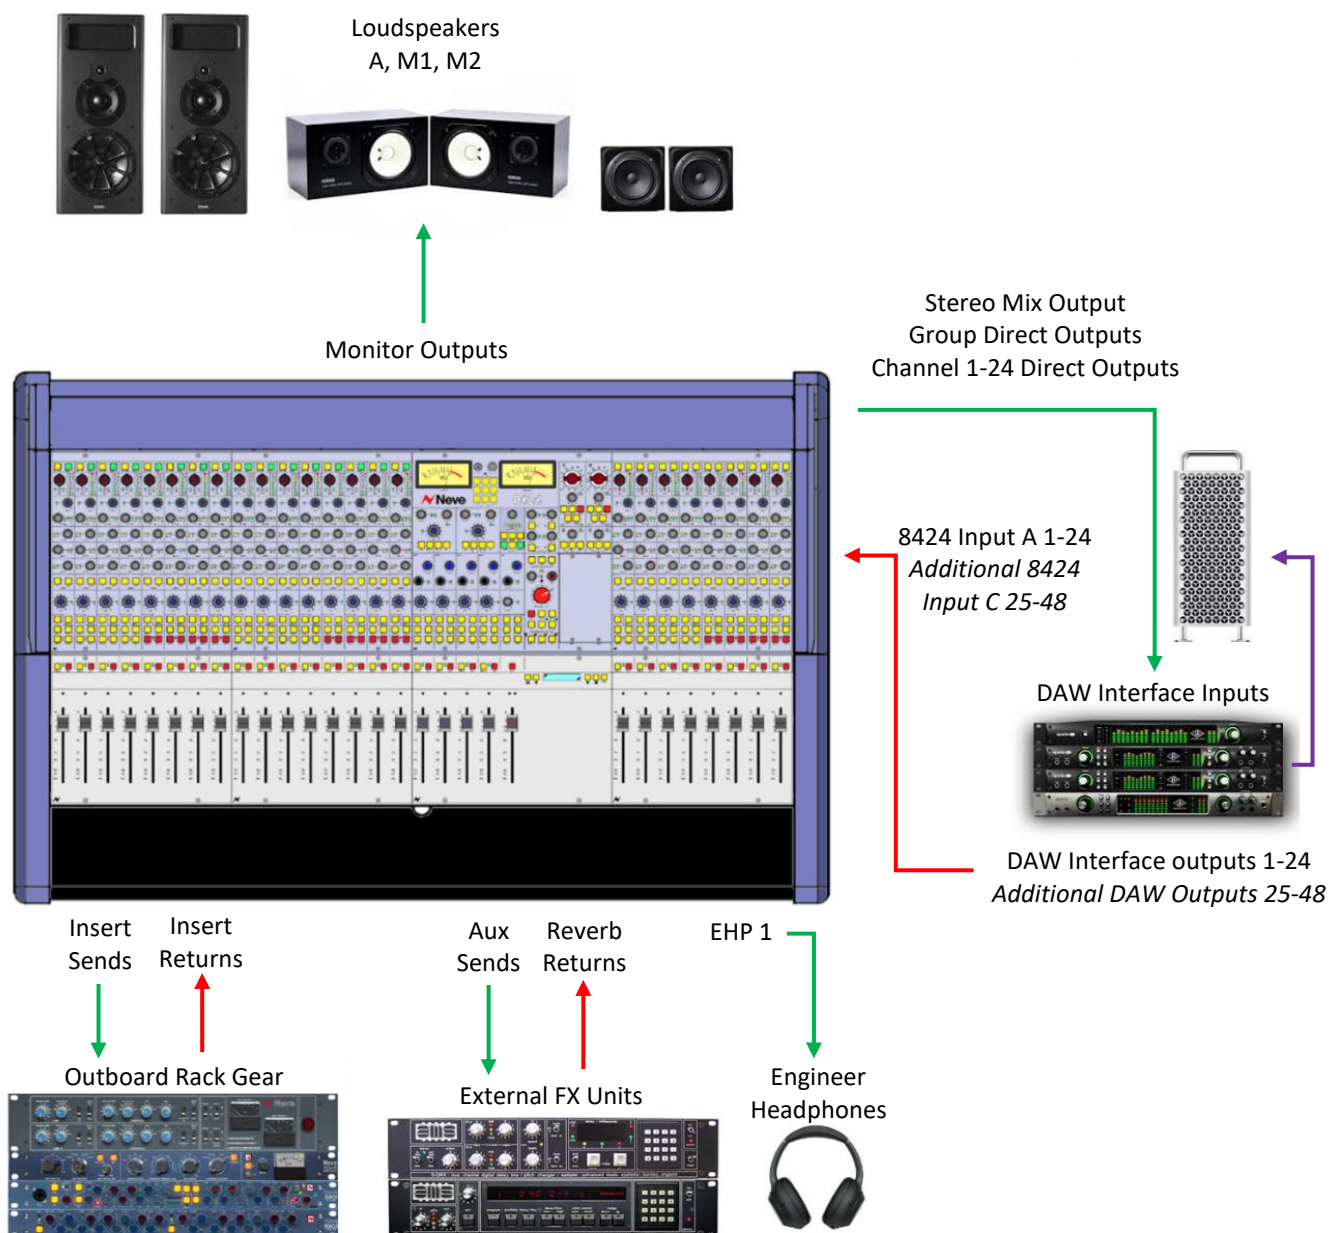 Loudspeakers
A, M1, M2
Monitor Outputs
Stereo Mix Output
Group Direct Outputs
Channel 1-24 Direct Outputs
Neve
8424
8424 Input A 1-24
Additional 8424
Input C 25-48
DAW Interface Inputs
DAW Interface outputs 1-24
Additional DAW Outputs 25-48
Insert
Sends
Insert
Returns
Aux
Sends
Reverb
Returns
EHP 1
Outboard Rack Gear
External FX Units
Engineer
Headphones